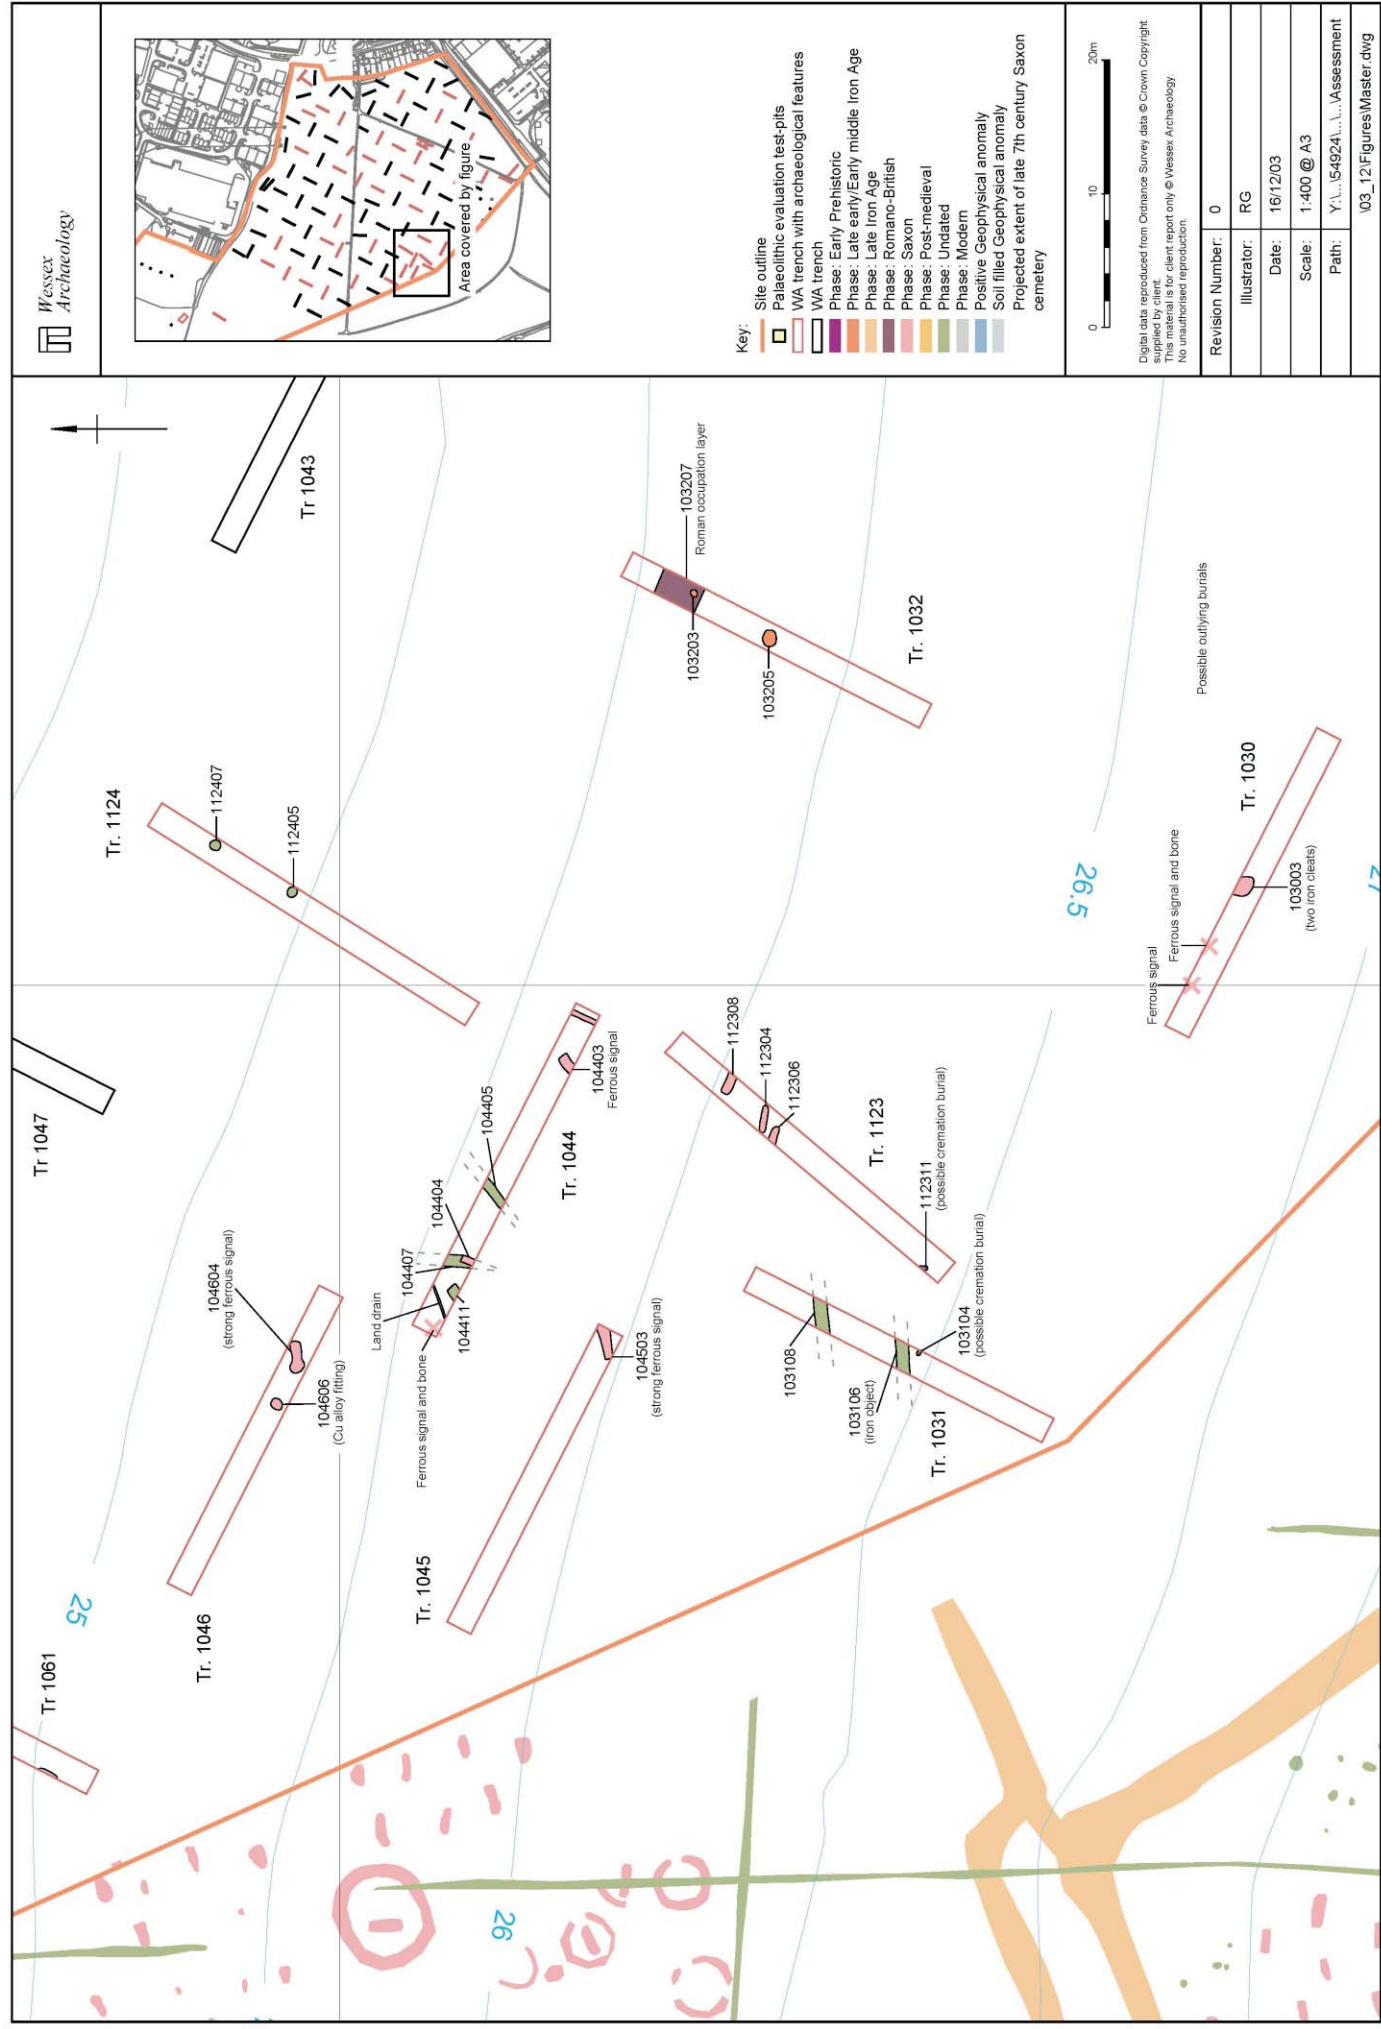 Wessex
Archaeology
Area covered by figure
Key:
Site outline
Palaeolithic evaluation test-pits
WA trench with archaeological features
WA trench
Phase: Early Prehistoric
Phase: Late early/Early middle Iron Age
Phase: Late Iron Age
Phase: Romano-British
Phase: Saxon
Phase: Post-medieval
Phase: Undated
Phase: Modern
Positive Geophysical anomaly
Soil filled Geophysical anomaly
Projected extent of late 7th century Saxon
cemetery
0 10 20m
Digital data reproduced from Ordnance Survey data © Crown Copyright
supplied by client.
This material is for client report only © Wessex Archaeology.
No unauthorised reproduction.
Revision Number: 0
Illustrator: RG
Date: 16/12/03
Scale: 1:400 @ A3
Path: Y:\...\54924\...\...\Assessment
\03_12\Figures\Master.dwg
Tr 1061
25
Tr. 1046
104604
(strong ferrous signal)
104606
(Cu alloy fitting)
Tr 1047
Tr. 1124
112407
112405
Tr 1043
Land drain
104407
104404
104405
Ferrous signal and bone
104411
Tr. 1044
104403
Ferrous signal
Tr. 1045
104503
(strong ferrous signal)
26
103207
Roman occupation layer
103203
103205
Tr. 1032
112308
112304
112306
Tr. 1123
112311
(possible cremation burial)
103108
103106
(iron object)
103104
(possible cremation burial)
Tr. 1031
26.5
Ferrous signal
Ferrous signal and bone
Tr. 1030
103003
(two iron cleats)
Possible outlying burials
27